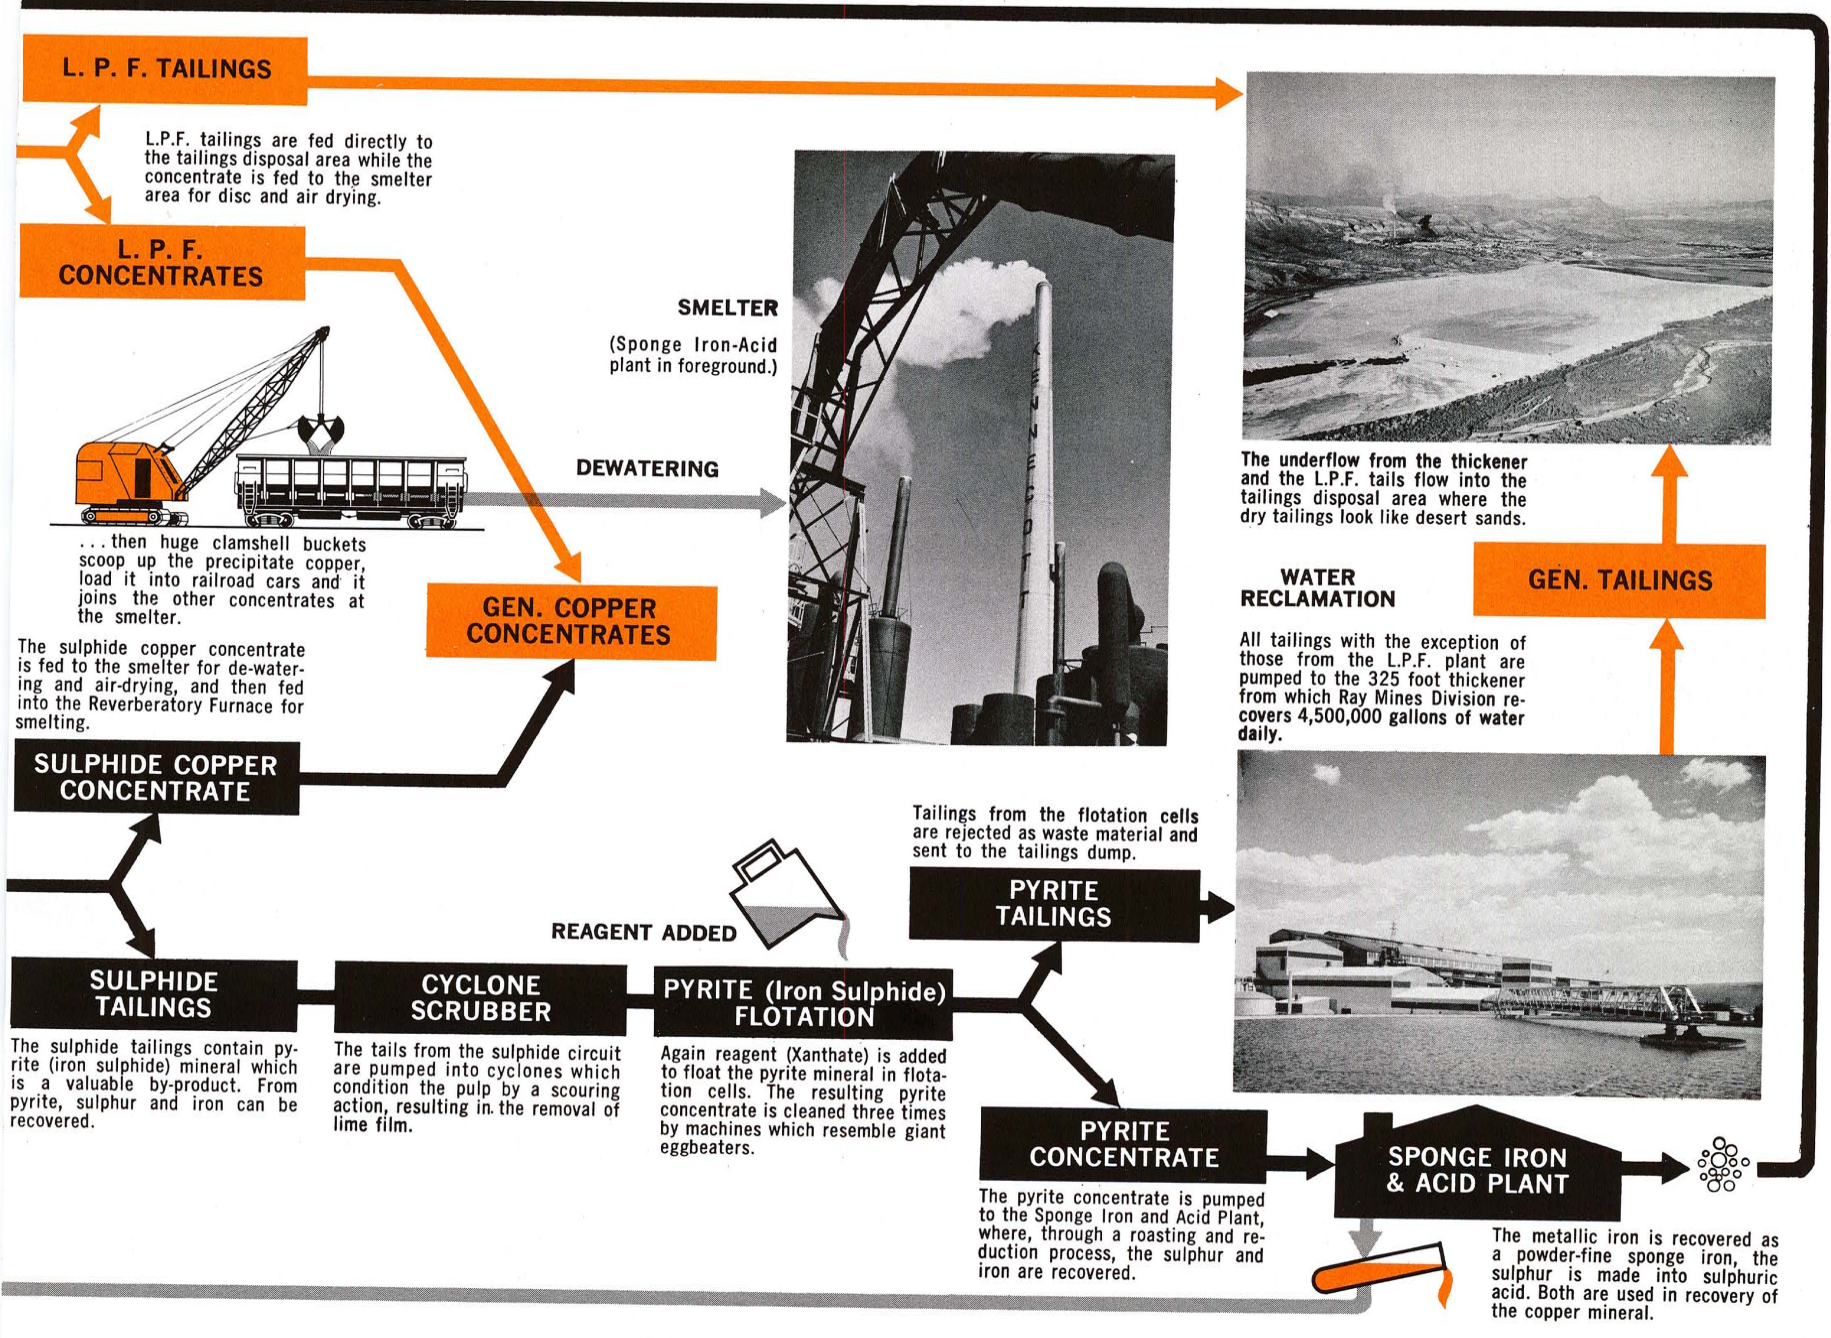 L. P. F. TAILINGS
L.P.F. tailings are fed directly to
the tailings disposal area while the
concentrate is fed to the smelter
area for disc and air drying.
L. P. F.
CONCENTRATES
SMELTER
(Sponge Iron-Acid
plant in foreground.)
KENNECOTT
DEWATERING
...then huge clamshell buckets
scoop up the precipitate copper,
load it into railroad cars and it
joins the other concentrates at
the smelter.
GEN. COPPER
CONCENTRATES
The sulphide copper concentrate
is fed to the smelter for de-water-
ing and air-drying, and then fed
into the Reverberatory Furnace for
smelting.
SULPHIDE COPPER
CONCENTRATE
The underflow from the thickener
and the L.P.F. tails flow into the
tailings disposal area where the
dry tailings look like desert sands.
GEN. TAILINGS
WATER
RECLAMATION
All tailings with the exception of
those from the L.P.F. plant are
pumped to the 325 foot thickener
from which Ray Mines Division re-
covers 4,500,000 gallons of water
daily.
Tailings from the flotation cells
are rejected as waste material and
sent to the tailings dump.
PYRITE
TAILINGS
REAGENT ADDED
SULPHIDE
TAILINGS
The sulphide tailings contain py-
rite (iron sulphide) mineral which
is a valuable by-product. From
pyrite, sulphur and iron can be
recovered.
CYCLONE
SCRUBBER
The tails from the sulphide circuit
are pumped into cyclones which
condition the pulp by a scouring
action, resulting in the removal of
lime film.
PYRITE (Iron Sulphide)
FLOTATION
Again reagent (Xanthate) is added
to float the pyrite mineral in flota-
tion cells. The resulting pyrite
concentrate is cleaned three times
by machines which resemble giant
eggbeaters.
PYRITE
CONCENTRATE
The pyrite concentrate is pumped
to the Sponge Iron and Acid Plant,
where, through a roasting and re-
duction process, the sulphur and
iron are recovered.
SPONGE IRON
& ACID PLANT
The metallic iron is recovered as
a powder-fine sponge iron, the
sulphur is made into sulphuric
acid. Both are used in recovery of
the copper mineral.